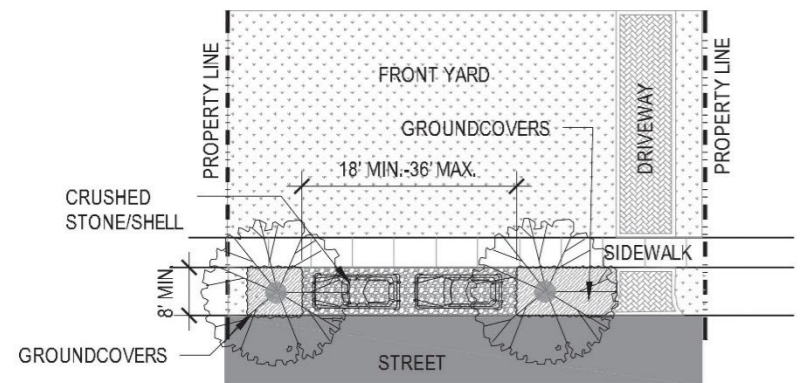 PROPERTY LINE
FRONT YARD
DRIVEWAY
PROPERTY LINE
GROUNDCOVERS
18' MIN.-36' MAX.
CRUSHED
STONE/SHELL
SIDEWALK
8' MIN.
GROUNDCOVERS
STREET